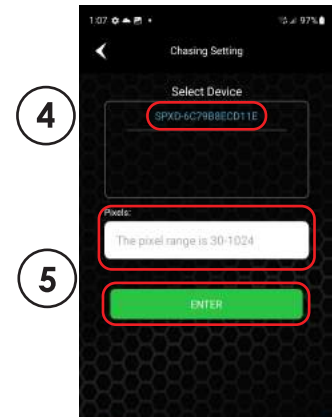 1:07
97%
Chasing Setting
Select Device
4
SPXD-6C79B8ECD11E
Pixels:
The pixel range is 30-1024
5
ENTER